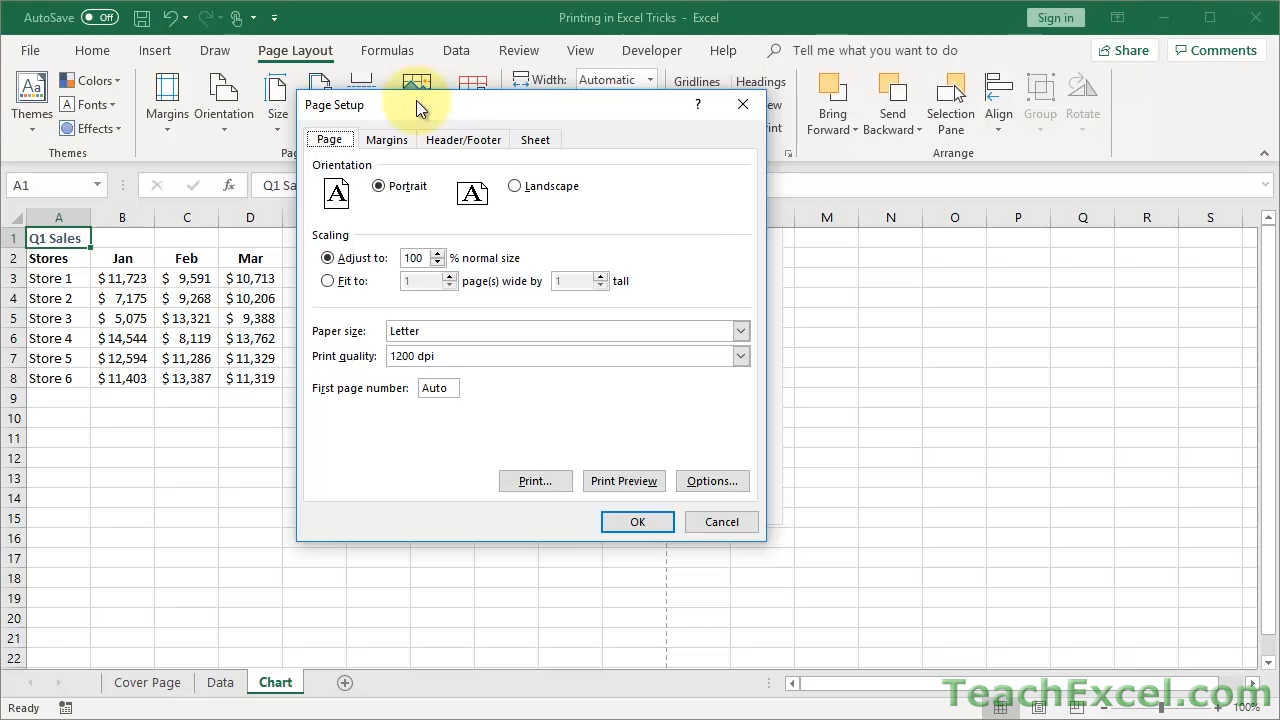 AutoSave Off Printing in Excel Tricks - Excel Sign in
File Home Insert Draw Page Layout Formulas Data Review View Developer Help Tell me what you want to do Share Comments
Themes Colors Fonts Effects Margins Orientation Size Width: Automatic Gridlines Headings Bring Forward Send Backward Selection Pane Align Group Rotate
Themes Arrange
A1 fx Q1 Sa
Page Setup ? 
Page Margins Header/Footer Sheet
Orientation
A Portrait A Landscape
Scaling
Adjust to: 100 % normal size
Fit to: 1 page(s) wide by 1 tall
Paper size: Letter
Print quality: 1200 dpi
First page number: Auto
Print... Print Preview Options...
OK Cancel
A B C D M N O P Q R S
1 Q1 Sales
2 Stores Jan Feb Mar
3 Store 1 $ 11,723 $ 9,591 $ 10,713
4 Store 2 $ 7,175 $ 9,268 $ 10,206
5 Store 3 $ 5,075 $ 13,321 $ 9,388
6 Store 4 $ 14,544 $ 8,119 $ 13,762
7 Store 5 $ 12,594 $ 11,286 $ 11,329
8 Store 6 $ 11,403 $ 13,387 $ 11,319
9
10
11
12
13
14
15
16
17
18
19
20
21
22
Cover Page Data Chart
Ready 100%
TeachExcel.com